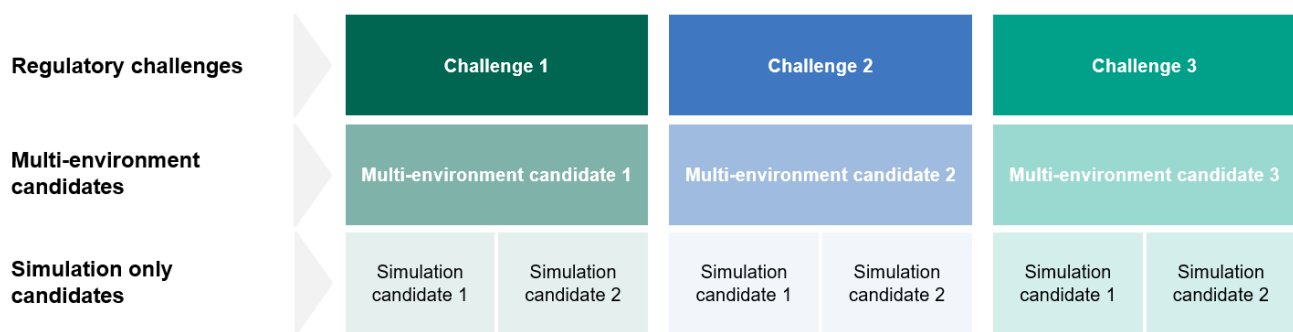 Regulatory challenges
Challenge 1
Challenge 2
Challenge 3
Multi-environment
candidates
Multi-environment candidate 1
Multi-environment candidate 2
Multi-environment candidate 3
Simulation only
candidates
Simulation
candidate 1
Simulation
candidate 2
Simulation
candidate 1
Simulation
candidate 2
Simulation
candidate 1
Simulation
candidate 2